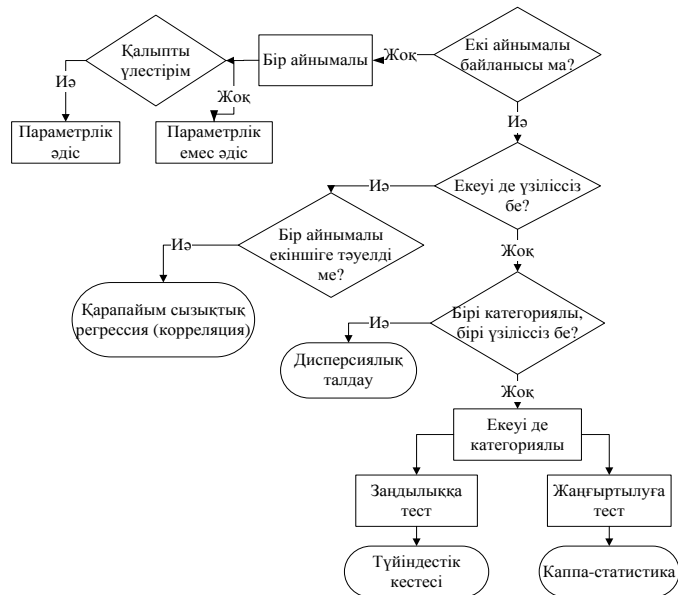 Екі айнымалы
байланысы ма?
Жоқ
Бір айнымалы
Қалыпты
үлестірім
Иә
Жоқ
Параметрлік
әдіс
Параметрлік
емес әдіс
Иә
Екеуі де үзіліссіз
бе?
Иә
Бір айнымалы
екіншіге тәуелді
ме?
Иә
Қарапайым сызықтық
регрессия (корреляция)
Жоқ
Бірі категориялы,
бірі үзіліссіз бе?
Иә
Дисперсиялық
талдау
Жоқ
Екеуі де
категориялы
Заңдылыққа
тест
Жаңғыртылуға
тест
Түйіндестік
кестесі
Каппа-статистика